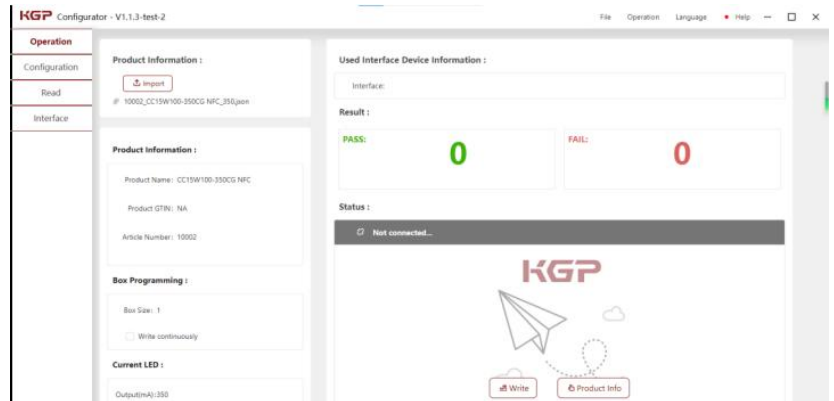 KGP Configurator - V1.1.3-test-2
File Operation Language Help
Operation
Configuration
Read
Interface
Product Information :
Import
10002_CC15W100-350CG NFC_350.json
Product Information :
Product Name: CC15W100-350CG NFC
Product GTIN: NA
Article Number: 10002
Box Programming :
Box Size: 1
Write continuously
Current LED :
Output(mA):350
Used Interface Device Information :
Interface:
Result :
PASS:
0
FAIL:
0
Status :
Not connected...
KGP
Write
Product Info